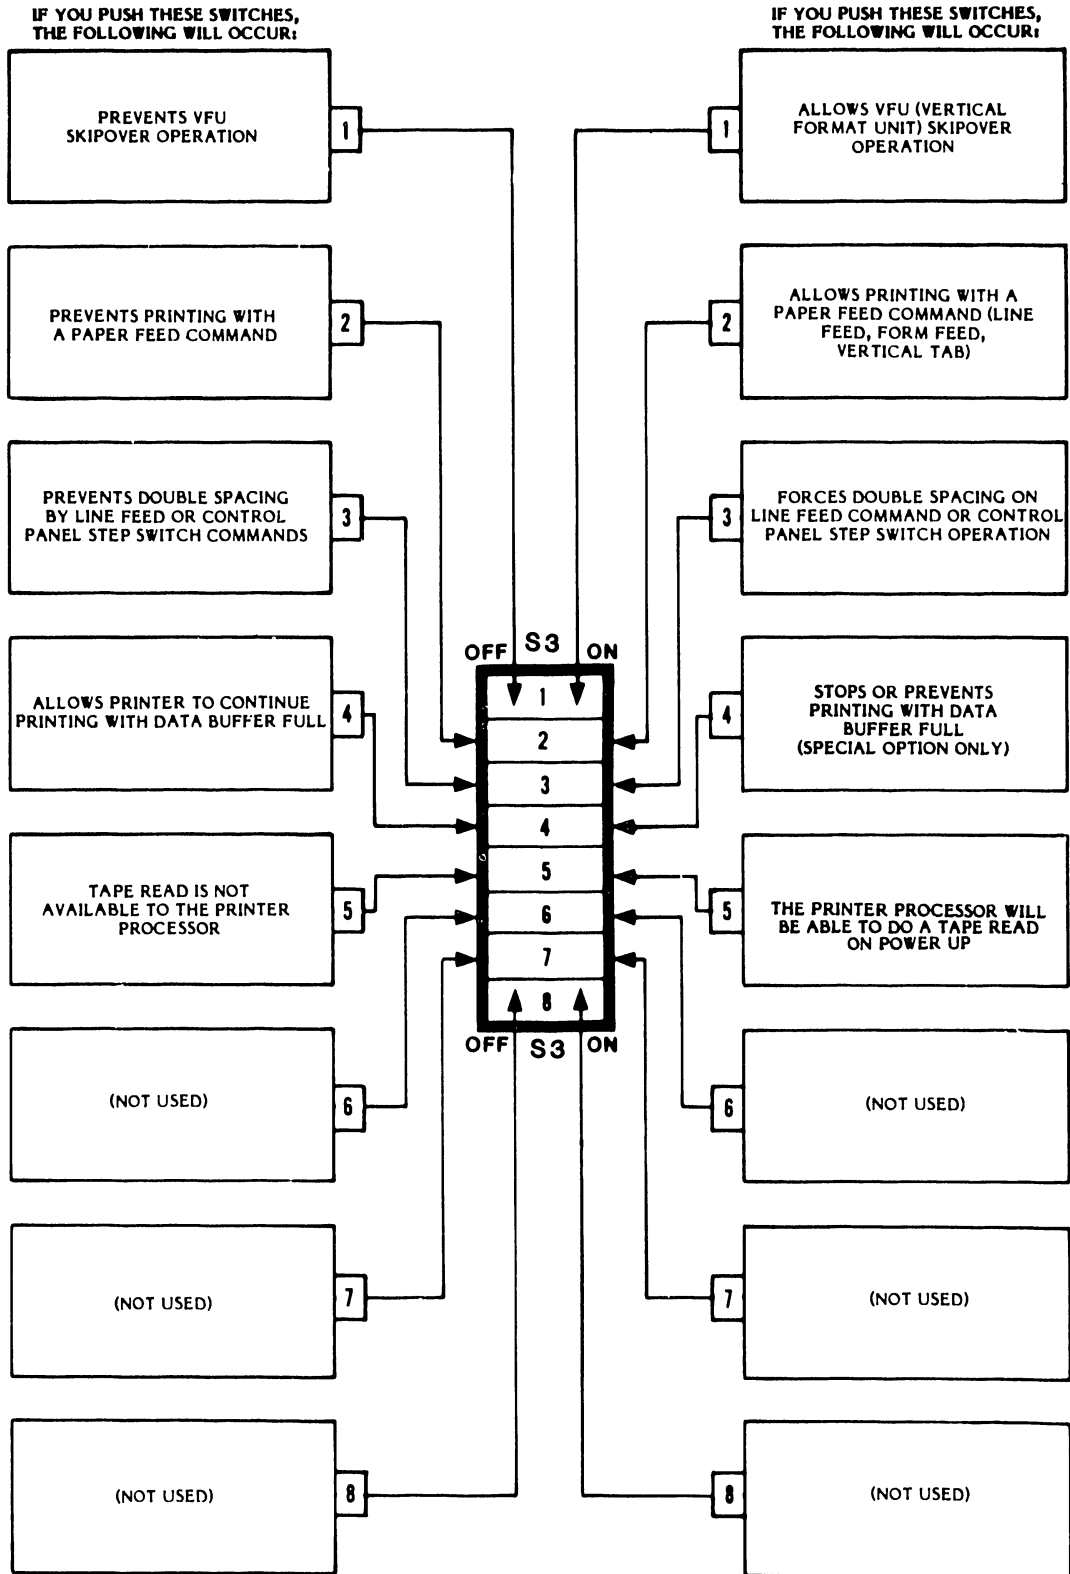 IF YOU PUSH THESE SWITCHES,
THE FOLLOWING WILL OCCUR:
PREVENTS VFU
SKIPOVER OPERATION
1
PREVENTS PRINTING WITH
A PAPER FEED COMMAND
2
PREVENTS DOUBLE SPACING
BY LINE FEED OR CONTROL
PANEL STEP SWITCH COMMANDS
3
ALLOWS PRINTER TO CONTINUE
PRINTING WITH DATA BUFFER FULL
4
TAPE READ IS NOT
AVAILABLE TO THE PRINTER
PROCESSOR
5
(NOT USED)
6
(NOT USED)
7
(NOT USED)
8
OFF S3 ON
1
2
3
4
5
6
7
8
OFF S3 ON
IF YOU PUSH THESE SWITCHES,
THE FOLLOWING WILL OCCUR:
1
ALLOWS VFU (VERTICAL
FORMAT UNIT) SKIPOVER
OPERATION
2
ALLOWS PRINTING WITH A
PAPER FEED COMMAND (LINE
FEED, FORM FEED,
VERTICAL TAB)
3
FORCES DOUBLE SPACING ON
LINE FEED COMMAND OR CONTROL
PANEL STEP SWITCH OPERATION
4
STOPS OR PREVENTS
PRINTING WITH DATA
BUFFER FULL
(SPECIAL OPTION ONLY)
5
THE PRINTER PROCESSOR WILL
BE ABLE TO DO A TAPE READ
ON POWER UP
6
(NOT USED)
7
(NOT USED)
8
(NOT USED)